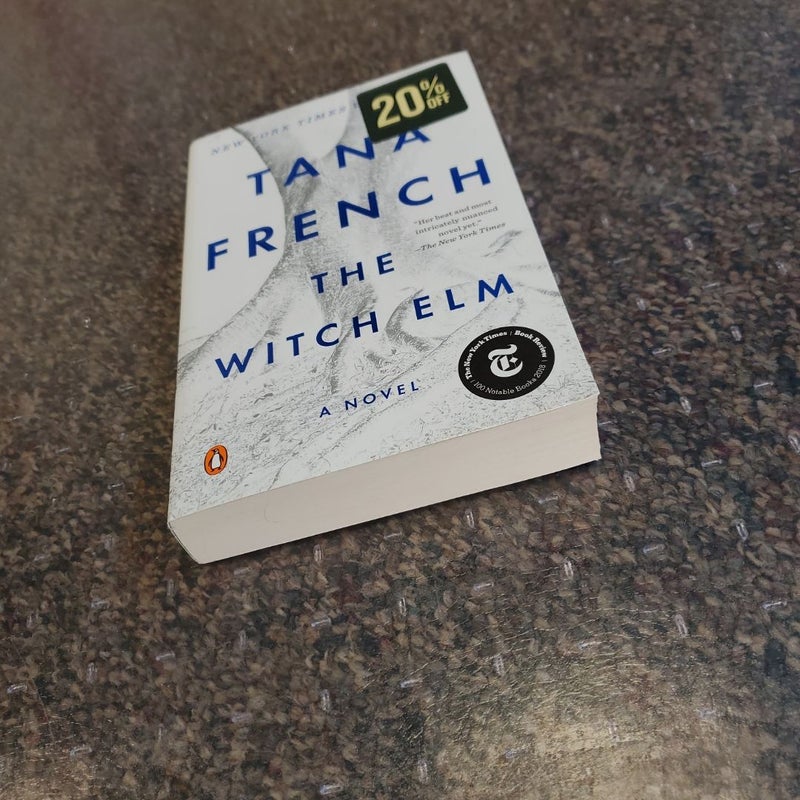 NEW YORK TIMES
20% OFF
TANA
FRENCH
"Her best and most
intricately nuanced
novel yet."
—The New York Times
THE
WITCH ELM
A NOVEL
The New York Times / Book Review
100 Notable Books 2018